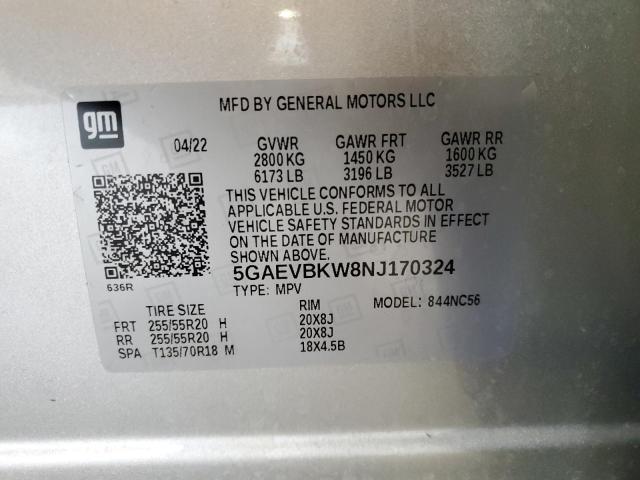 MFD BY GENERAL MOTORS LLC
gm
04/22 GVWR GAWR FRT GAWR RR
2800 KG 1450 KG 1600 KG
6173 LB 3196 LB 3527 LB
THIS VEHICLE CONFORMS TO ALL
APPLICABLE U.S. FEDERAL MOTOR
VEHICLE SAFETY STANDARDS IN EFFECT
ON THE DATE OF MANUFACTURE
SHOWN ABOVE.
636R
5GAEVBKW8NJ170324
TYPE: MPV MODEL: 844NC56
TIRE SIZE RIM
FRT 255/55R20 H 20X8J
RR 255/55R20 H 20X8J
SPA T135/70R18 M 18X4.5B